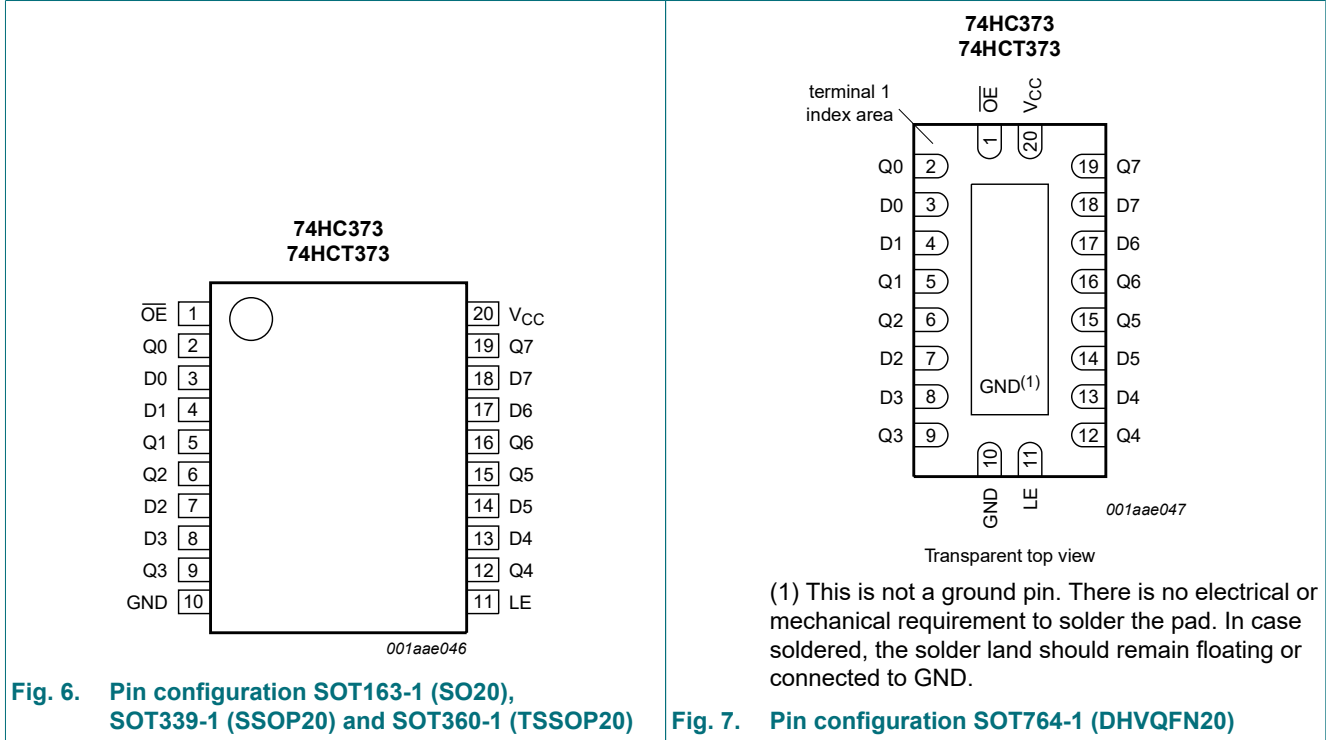 74HC373
74HCT373
OE 1
Q0 2
D0 3
D1 4
Q1 5
Q2 6
D2 7
D3 8
Q3 9
GND 10
20 VCC
19 Q7
18 D7
17 D6
16 Q6
15 Q5
14 D5
13 D4
12 Q4
11 LE
001aae046
Fig. 6. Pin configuration SOT163-1 (SO20),
SOT339-1 (SSOP20) and SOT360-1 (TSSOP20)
74HC373
74HCT373
terminal 1
index area
OE
VCC
1
20
Q0 2
D0 3
D1 4
Q1 5
Q2 6
D2 7
D3 8
Q3 9
19 Q7
18 D7
17 D6
16 Q6
15 Q5
14 D5
13 D4
12 Q4
GND(1)
10
11
GND
LE
001aae047
Transparent top view
(1) This is not a ground pin. There is no electrical or
mechanical requirement to solder the pad. In case
soldered, the solder land should remain floating or
connected to GND.
Fig. 7. Pin configuration SOT764-1 (DHVQFN20)